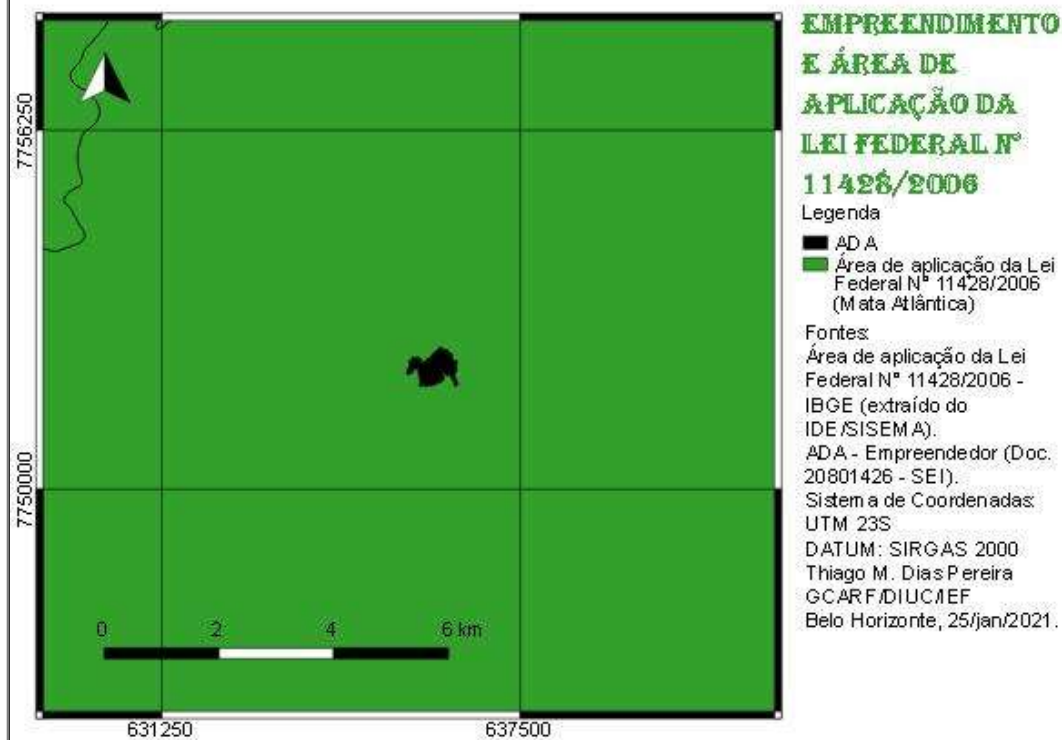 EMPREENDIMENTO
E ÁREA DE
APLICAÇÃO DA
LEI FEDERAL Nº
11428/2006
Legenda
ADA
Área de aplicação da Lei
Federal N° 11428/2006
(Mata Atlântica)
Fontes:
Área de aplicação da Lei
Federal N° 11428/2006 -
IBGE (extraído do
IDE/SISEMA).
ADA - Empreendedor (Doc.
20801426 - SEI).
Sistema de Coordenadas:
UTM 23S
DATUM: SIRGAS 2000
Thiago M. Dias Pereira
GCARF/DIUC/IEF
Belo Horizonte, 25/jan/2021.
7756250
7750000
0 2 4 6 km
631250 637500